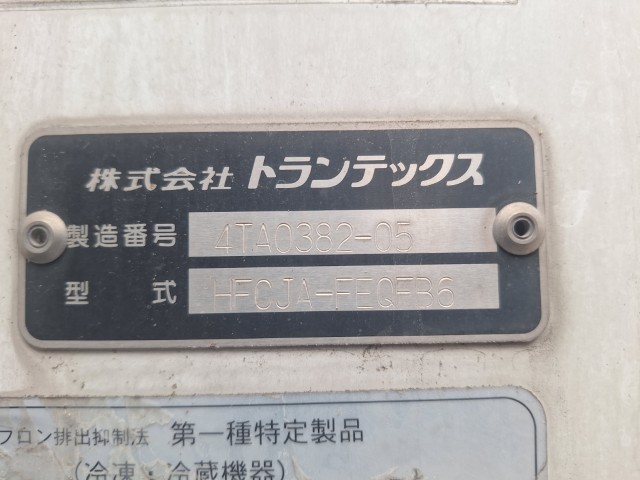 株式会社 トランテックス
製造番号 4TA0382-05
型式 HFCJA-FEQFB6
フロン排出抑制法 第一種特定製品
(冷凍・冷蔵機器)